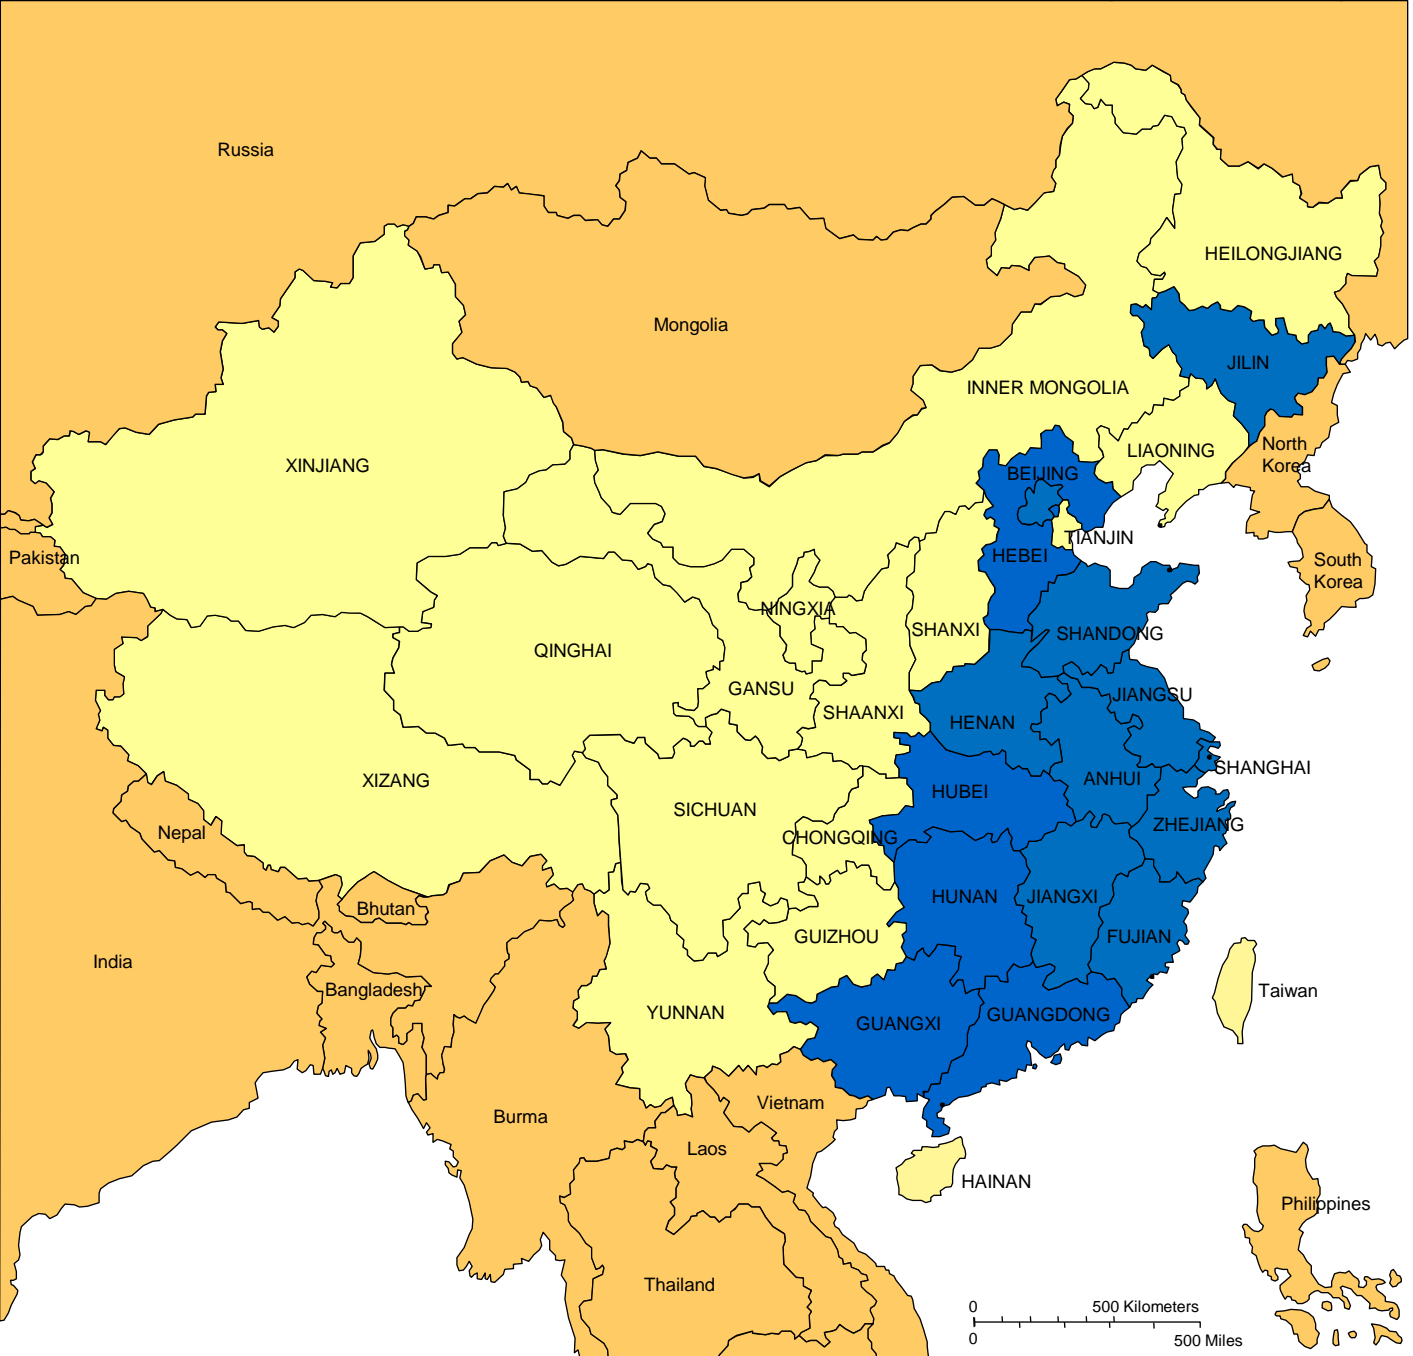 Russia
HEILONGJIANG
Mongolia
JILIN
INNER MONGOLIA
XINJIANG
LIAONING
North
Korea
BEIJING
TIANJIN
Pakistan
HEBEI
South
Korea
NINGXIA
SHANXI
SHANDONG
QINGHAI
GANSU
JIANGSU
SHAANXI
HENAN
SHANGHAI
XIZANG
ANHUI
HUBEI
SICHUAN
ZHEJIANG
Nepal
CHONGQING
HUNAN
JIANGXI
Bhutan
GUIZHOU
FUJIAN
India
Bangladesh
Taiwan
YUNNAN
GUANGXI
GUANGDONG
Vietnam
Burma
Laos
HAINAN
Philippines
Thailand
0 500 Kilometers
0 500 Miles